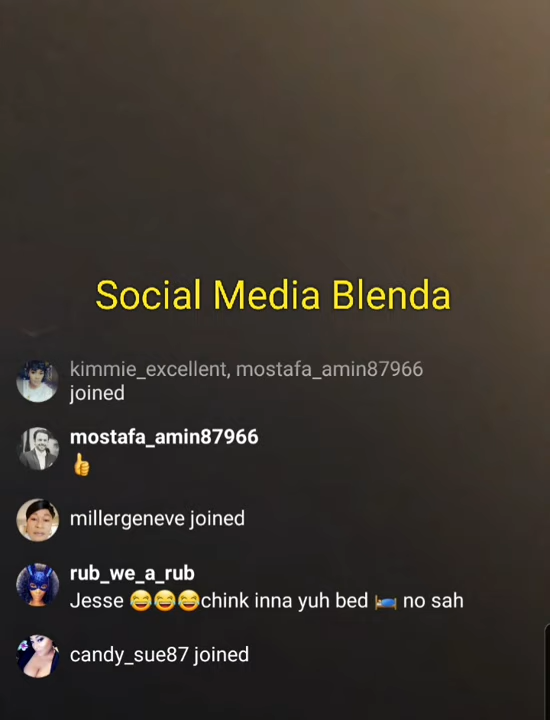 Social Media Blenda
kimmie_excellent, mostafa_amin87966
joined
mostafa_amin87966
👍
millergeneve joined
rub_we_a_rub
Jesse 😂😂😂chink inna yuh bed 🛌 no sah
candy_sue87 joined